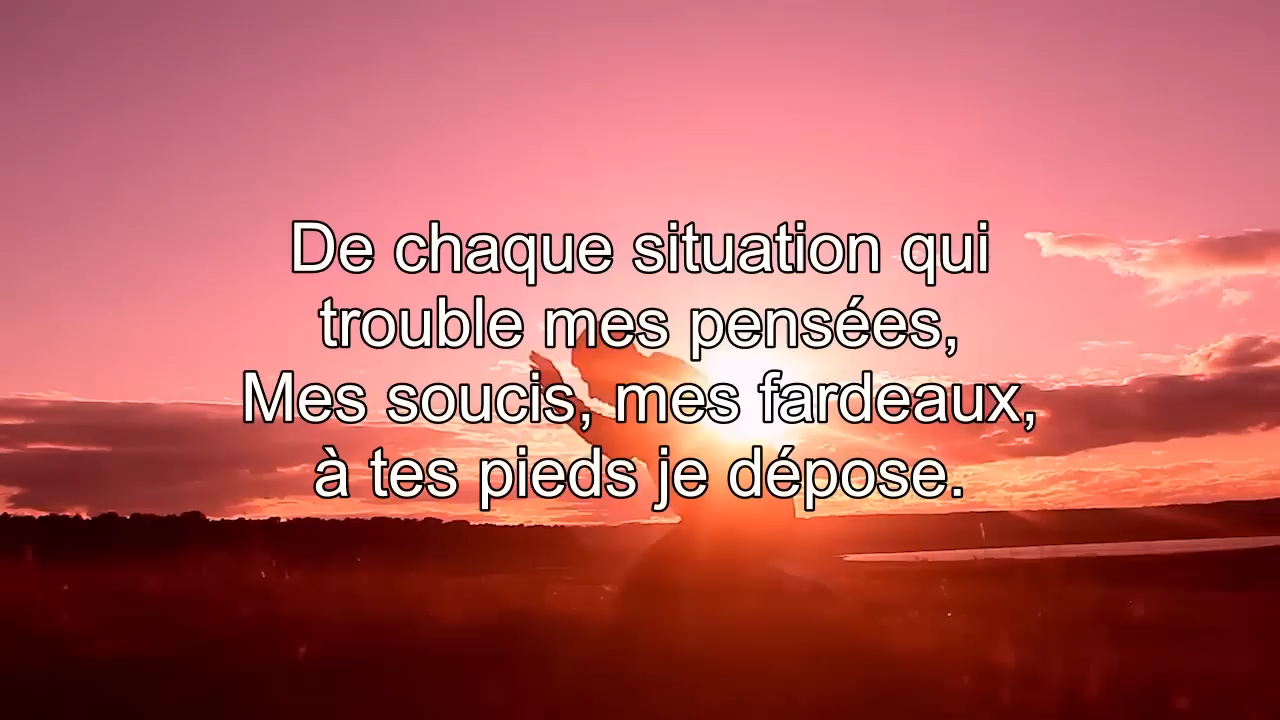 De chaque situation qui
trouble mes pensées,
Mes soucis, mes fardeaux,
à tes pieds je dépose.